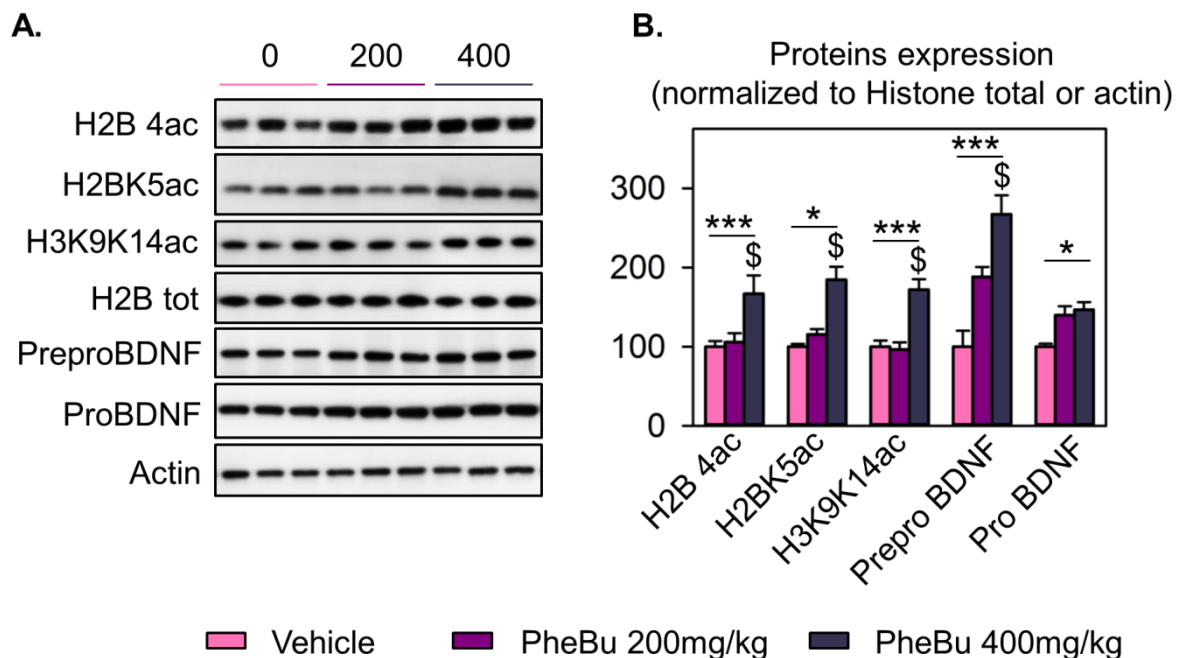 A.
0 200 400
H2B 4ac
H2BK5ac
H3K9K14ac
H2B tot
PreproBDNF
ProBDNF
Actin
B.
Proteins expression
(normalized to Histone total or actin)
300
200
100
0
***
$
*
$
***
$
***
$
*
H2B 4ac
H2BK5ac
H3K9K14ac
Prepro BDNF
Pro BDNF
Vehicle PheBu 200mg/kg PheBu 400mg/kg